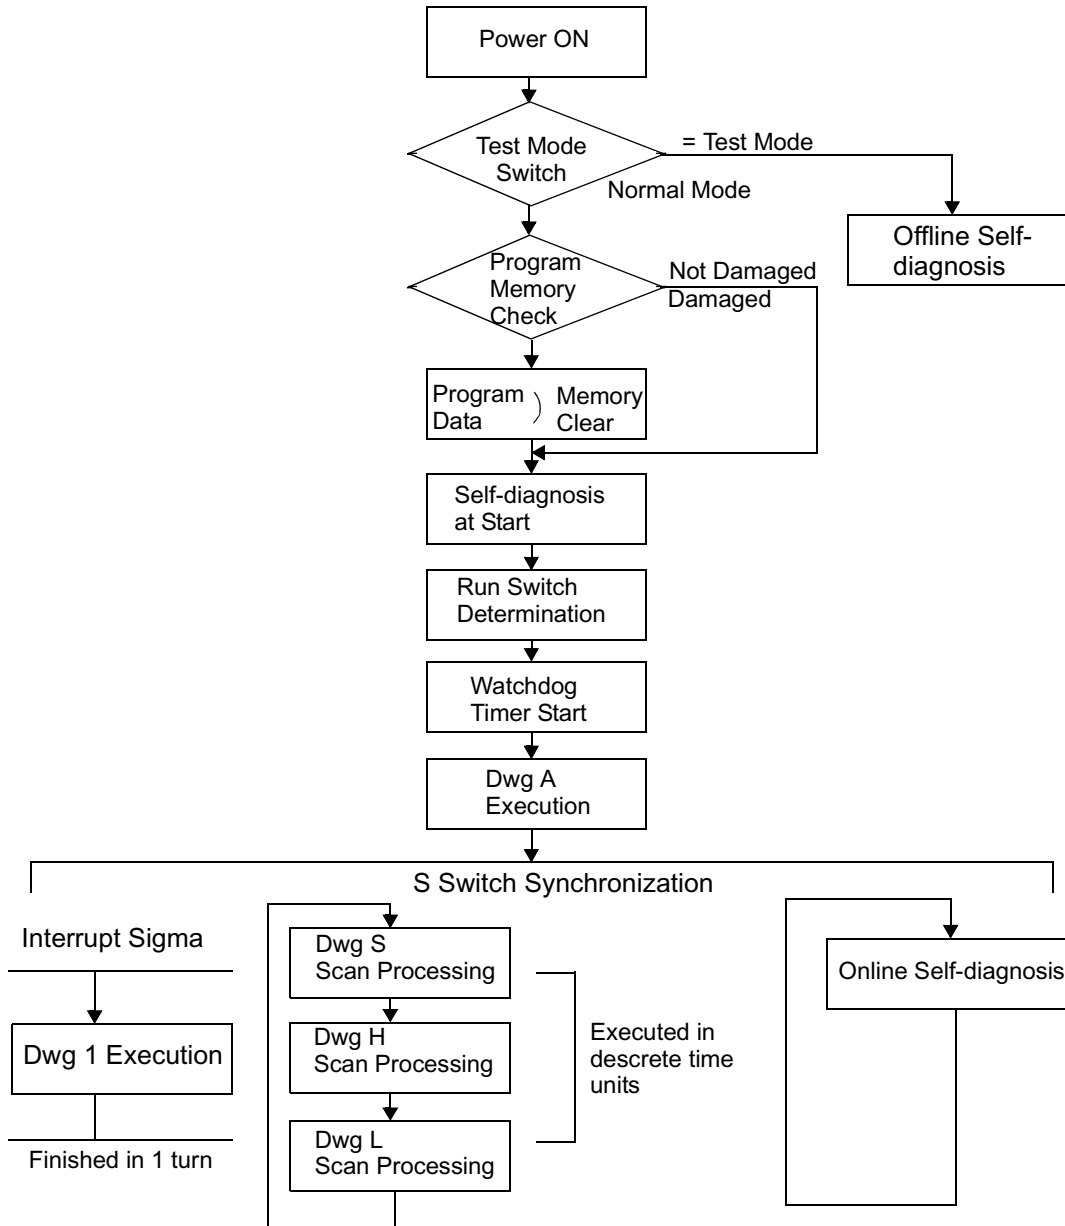 Power ON
Test Mode
Switch
= Test Mode
Normal Mode
Offline Self-
diagnosis
Program
Memory
Check
Not Damaged
Damaged
Program
Data
) Memory
Clear
Self-diagnosis
at Start
Run Switch
Determination
Watchdog
Timer Start
Dwg A
Execution
S Switch Synchronization
Interrupt Sigma
Dwg 1 Execution
Finished in 1 turn
Dwg S
Scan Processing
Dwg H
Scan Processing
Dwg L
Scan Processing
Executed in
descrete time
units
Online Self-diagnosis